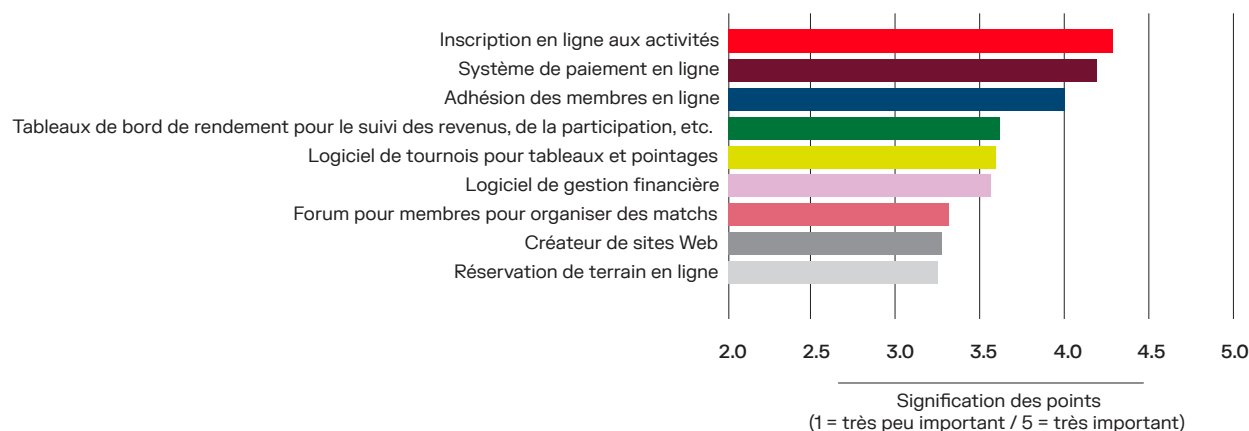 Inscription en ligne aux activités
Système de paiement en ligne
Adhésion des membres en ligne
Tableaux de bord de rendement pour le suivi des revenus, de la participation, etc.
Logiciel de tournois pour tableaux et pointages
Logiciel de gestion financière
Forum pour membres pour organiser des matchs
Créateur de sites Web
Réservation de terrain en ligne
2.0 2.5 3.0 3.5 4.0 4.5 5.0
Signification des points
(1 = très peu important / 5 = très important)